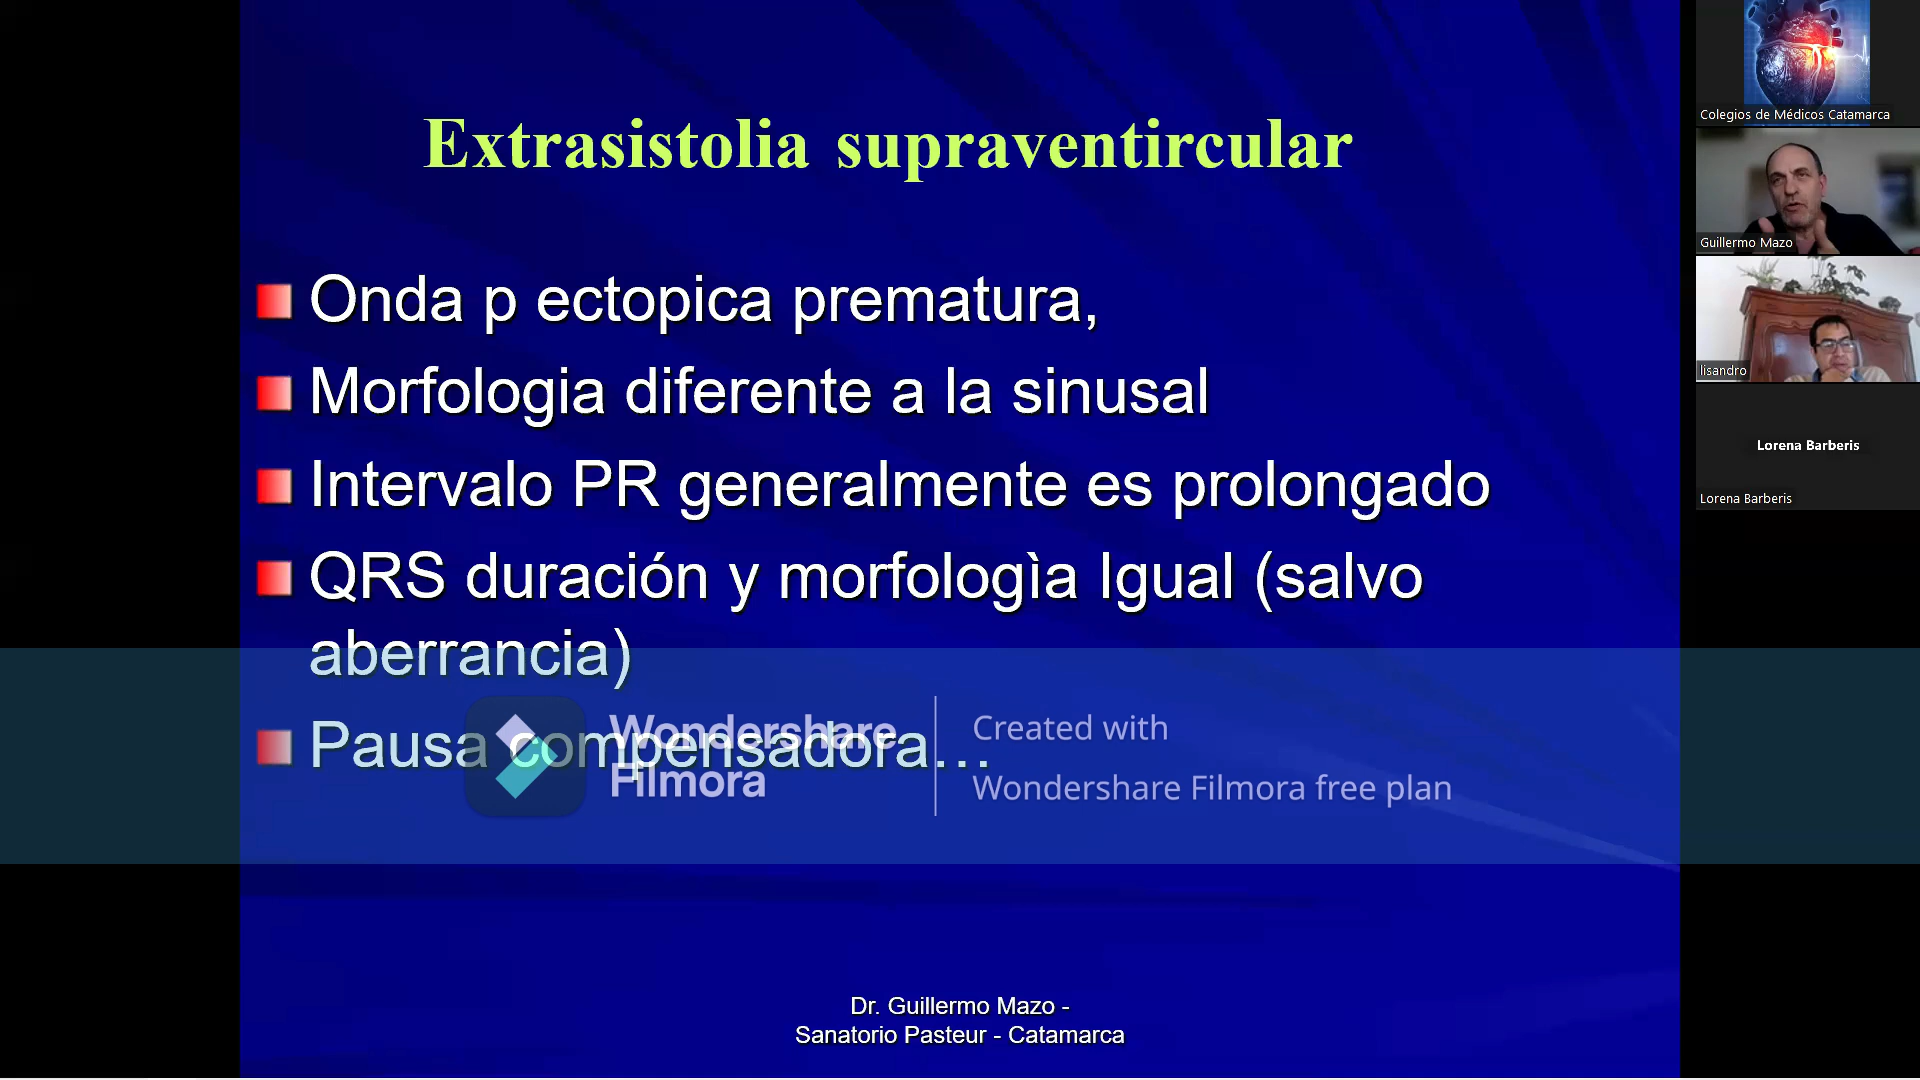 Extrasistolia supraventircular
Onda p ectopica prematura,
Morfologia diferente a la sinusal
Intervalo PR generalmente es prolongado
QRS duración y morfologìa Igual (salvo
aberrancia)
Pausa compensadora…
Wondershare
Filmora
Created with
Wondershare Filmora free plan
Dr. Guillermo Mazo -
Sanatorio Pasteur - Catamarca
Colegios de Médicos Catamarca
Guillermo Mazo
lisandro
Lorena Barberis
Lorena Barberis